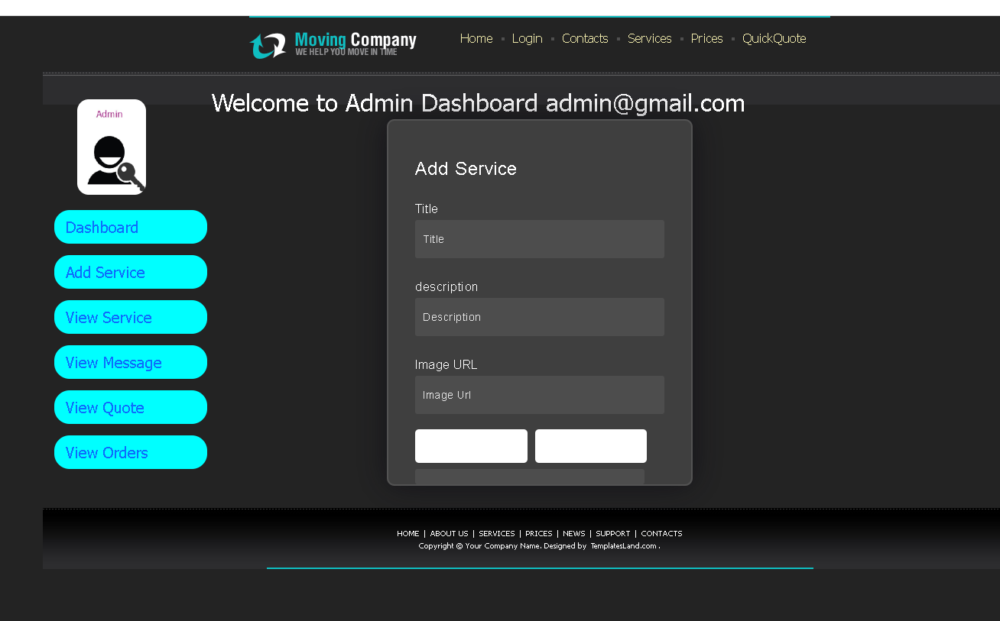 Moving Company
WE HELP YOU MOVE IN TIME
Home Login Contacts Services Prices QuickQuote
Welcome to Admin Dashboard admin@gmail.com
Admin
Dashboard
Add Service
View Service
View Message
View Quote
View Orders
Add Service
Title
Title
description
Description
Image URL
Image Url
HOME | ABOUT US | SERVICES | PRICES | NEWS | SUPPORT | CONTACTS
Copyright © Your Company Name. Designed by TemplatesLand.com .